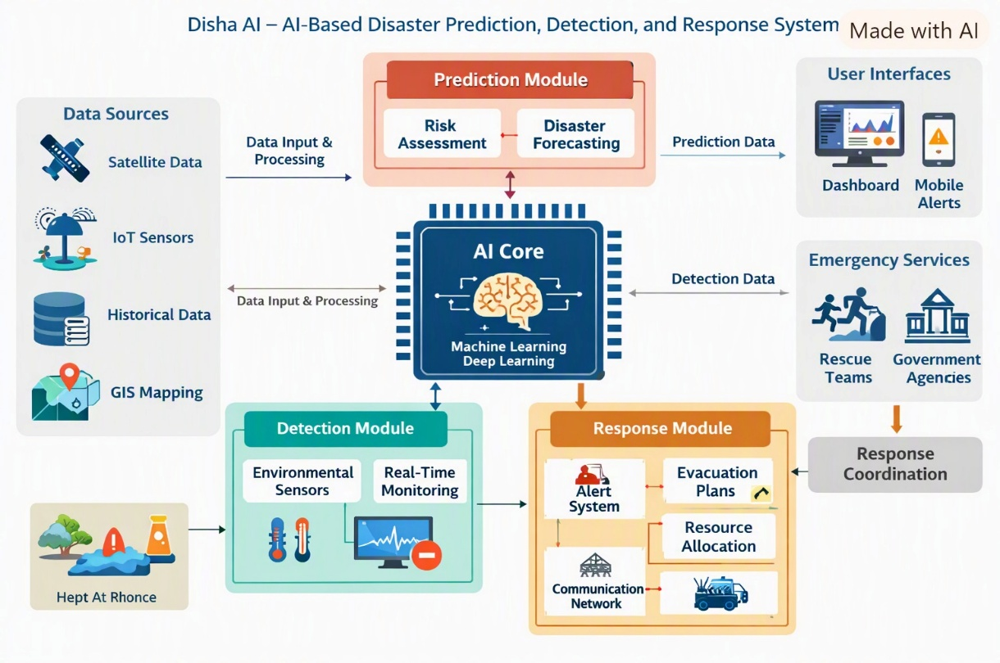 Disha AI – AI-Based Disaster Prediction, Detection, and Response System
Made with AI
Data Sources
Satellite Data
IoT Sensors
Historical Data
GIS Mapping
Data Input &
Processing
Data Input & Processing
Prediction Module
Risk
Assessment
Disaster
Forecasting
Prediction Data
User Interfaces
Dashboard
Mobile
Alerts
AI Core
Machine Learning
Deep Learning
Detection Data
Emergency Services
Rescue
Teams
Government
Agencies
Response
Coordination
Detection Module
Environmental
Sensors
Real-Time
Monitoring
Response Module
Alert
System
Evacuation
Plans
Resource
Allocation
Communication
Network
Hept At Rhonce